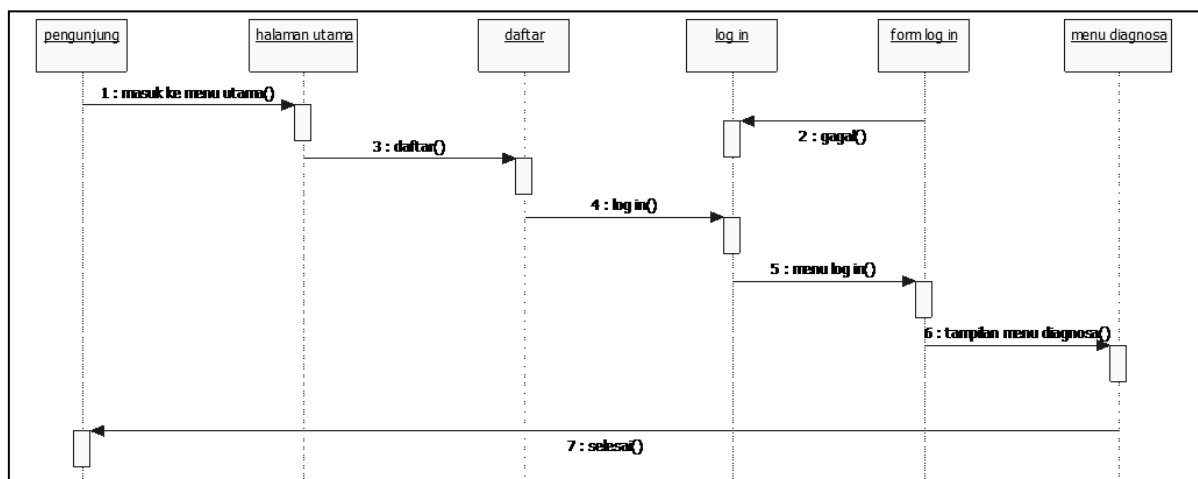 pengunjung
halaman utama
daftar
log in
form log in
menu diagnosa
1 : masuk ke menu utama()
2 : gagal()
3 : daftar()
4 : log in()
5 : menu log in()
6 : tampilan menu diagnosa()
7 : selesai()